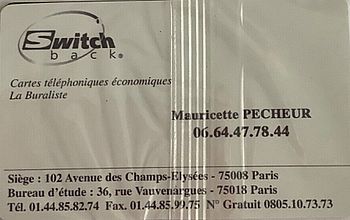 Switch
back®
Cartes téléphoniques économiques
La Buraliste
Mauricette PECHEUR
06.64.47.78.44
Siège : 102 Avenue des Champs-Elysées - 75008 Paris
Bureau d'étude : 36, rue Vauvenargues - 75018 Paris
Tél. 01.44.85.82.74 Fax. 01.44.85.99.75 N° Gratuit 0805.10.73.73